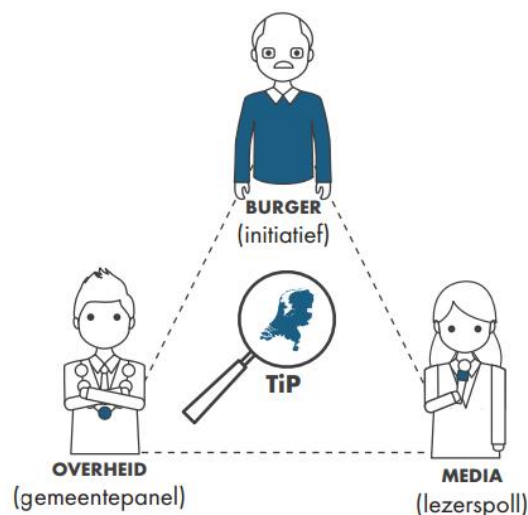 BURGER
(initiatief)
TiP
OVERHEID
(gemeentepanel)
MEDIA
(lezerspoll)